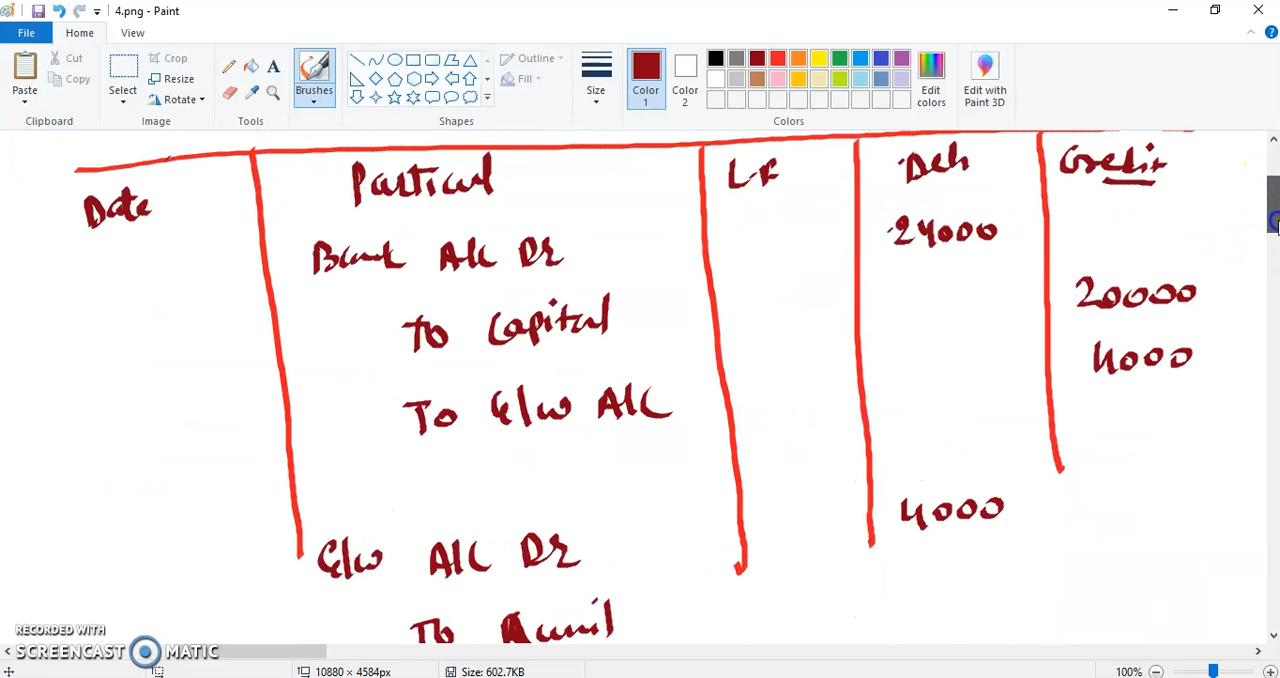 4.png - Paint
File Home View
Paste Cut Copy Clipboard
Select Crop Resize Rotate Image
Tools
Brushes
Outline Fill Shapes
Size
Color 1 Color 2 Edit colors Colors
Edit with Paint 3D
Date Particul L.F Deb Credit
Bank A/c Dr 24000
To Capital 20000
To G/w A/C 4000
G/w A/c Dr 4000
To
RECORDED WITH
SCREENCAST MATIC
10880 × 4584px Size: 602.7KB 100%